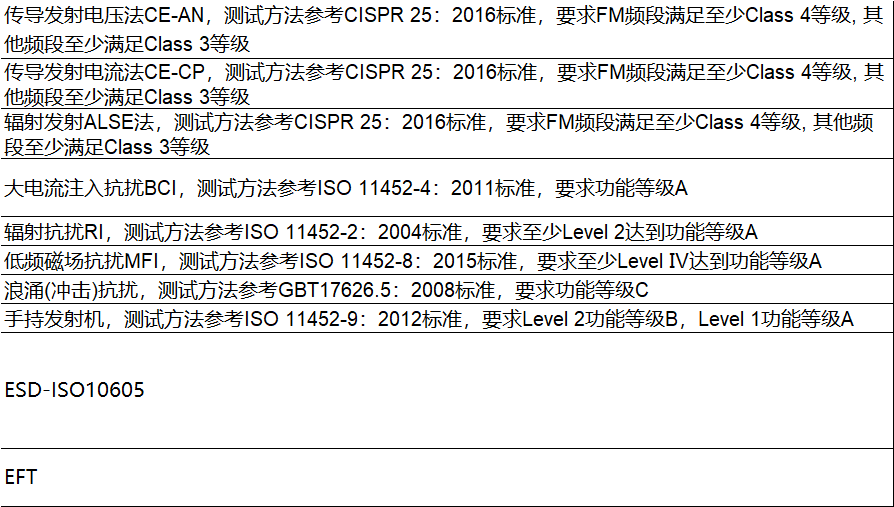 传导发射电压法CE-AN，测试方法参考CISPR 25：2016标准，要求FM频段满足至少Class 4等级, 其
他频段至少满足Class 3等级
传导发射电流法CE-CP，测试方法参考CISPR 25：2016标准，要求FM频段满足至少Class 4等级, 其
他频段至少满足Class 3等级
辐射发射ALSE法，测试方法参考CISPR 25：2016标准，要求FM频段满足至少Class 4等级, 其他频
段至少满足Class 3等级
大电流注入抗扰BCI，测试方法参考ISO 11452-4：2011标准，要求功能等级A
辐射抗扰RI，测试方法参考ISO 11452-2：2004标准，要求至少Level 2达到功能等级A
低频磁场抗扰MFI，测试方法参考ISO 11452-8：2015标准，要求至少Level IV达到功能等级A
浪涌(冲击)抗扰，测试方法参考GBT17626.5：2008标准，要求功能等级C
手持发射机，测试方法参考ISO 11452-9：2012标准，要求Level 2功能等级B，Level 1功能等级A
ESD-ISO10605
EFT